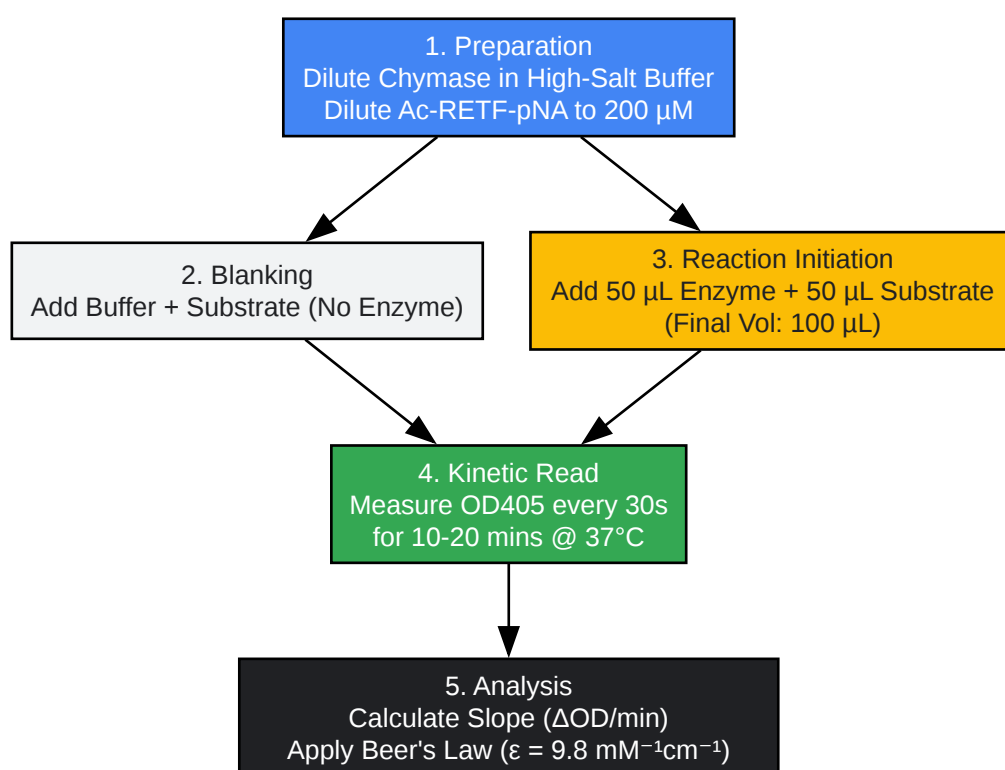 1. Preparation
Dilute Chymase in High-Salt Buffer
Dilute Ac-RETF-pNA to 200 µM
2. Blanking
Add Buffer + Substrate (No Enzyme)
3. Reaction Initiation
Add 50 µL Enzyme + 50 µL Substrate
(Final Vol: 100 µL)
4. Kinetic Read
Measure OD405 every 30s
for 10-20 mins @ 37°C
5. Analysis
Calculate Slope (ΔOD/min)
Apply Beer's Law (ε = 9.8 mM⁻¹cm⁻¹)